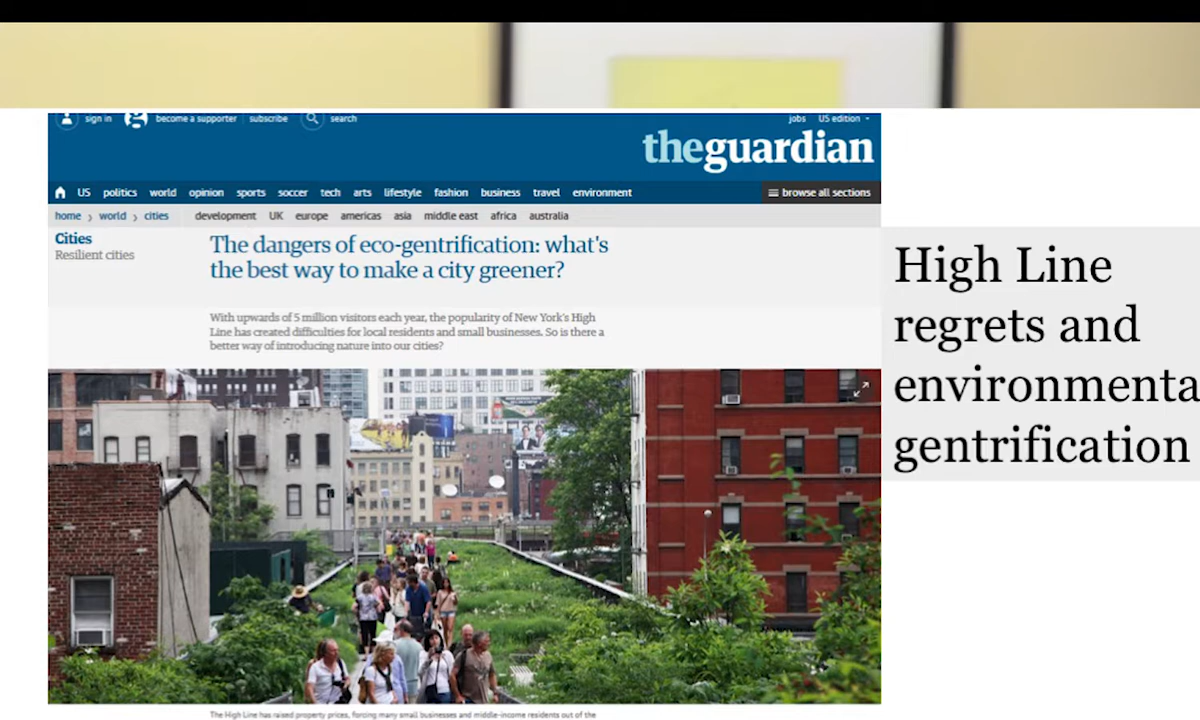 sign in become a supporter subscribe search jobs US edition
theguardian
US politics world opinion sports soccer tech arts lifestyle fashion business travel environment browse all sections
home › world › cities development UK europe americas asia middle east africa australia
Cities
Resilient cities
The dangers of eco-gentrification: what's
the best way to make a city greener?
With upwards of 5 million visitors each year, the popularity of New York's High
Line has created difficulties for local residents and small businesses. So is there a
better way of introducing nature into our cities?
The High Line has raised property prices, forcing many small businesses and middle-income residents out of the
High Line
regrets and
environmenta
gentrification